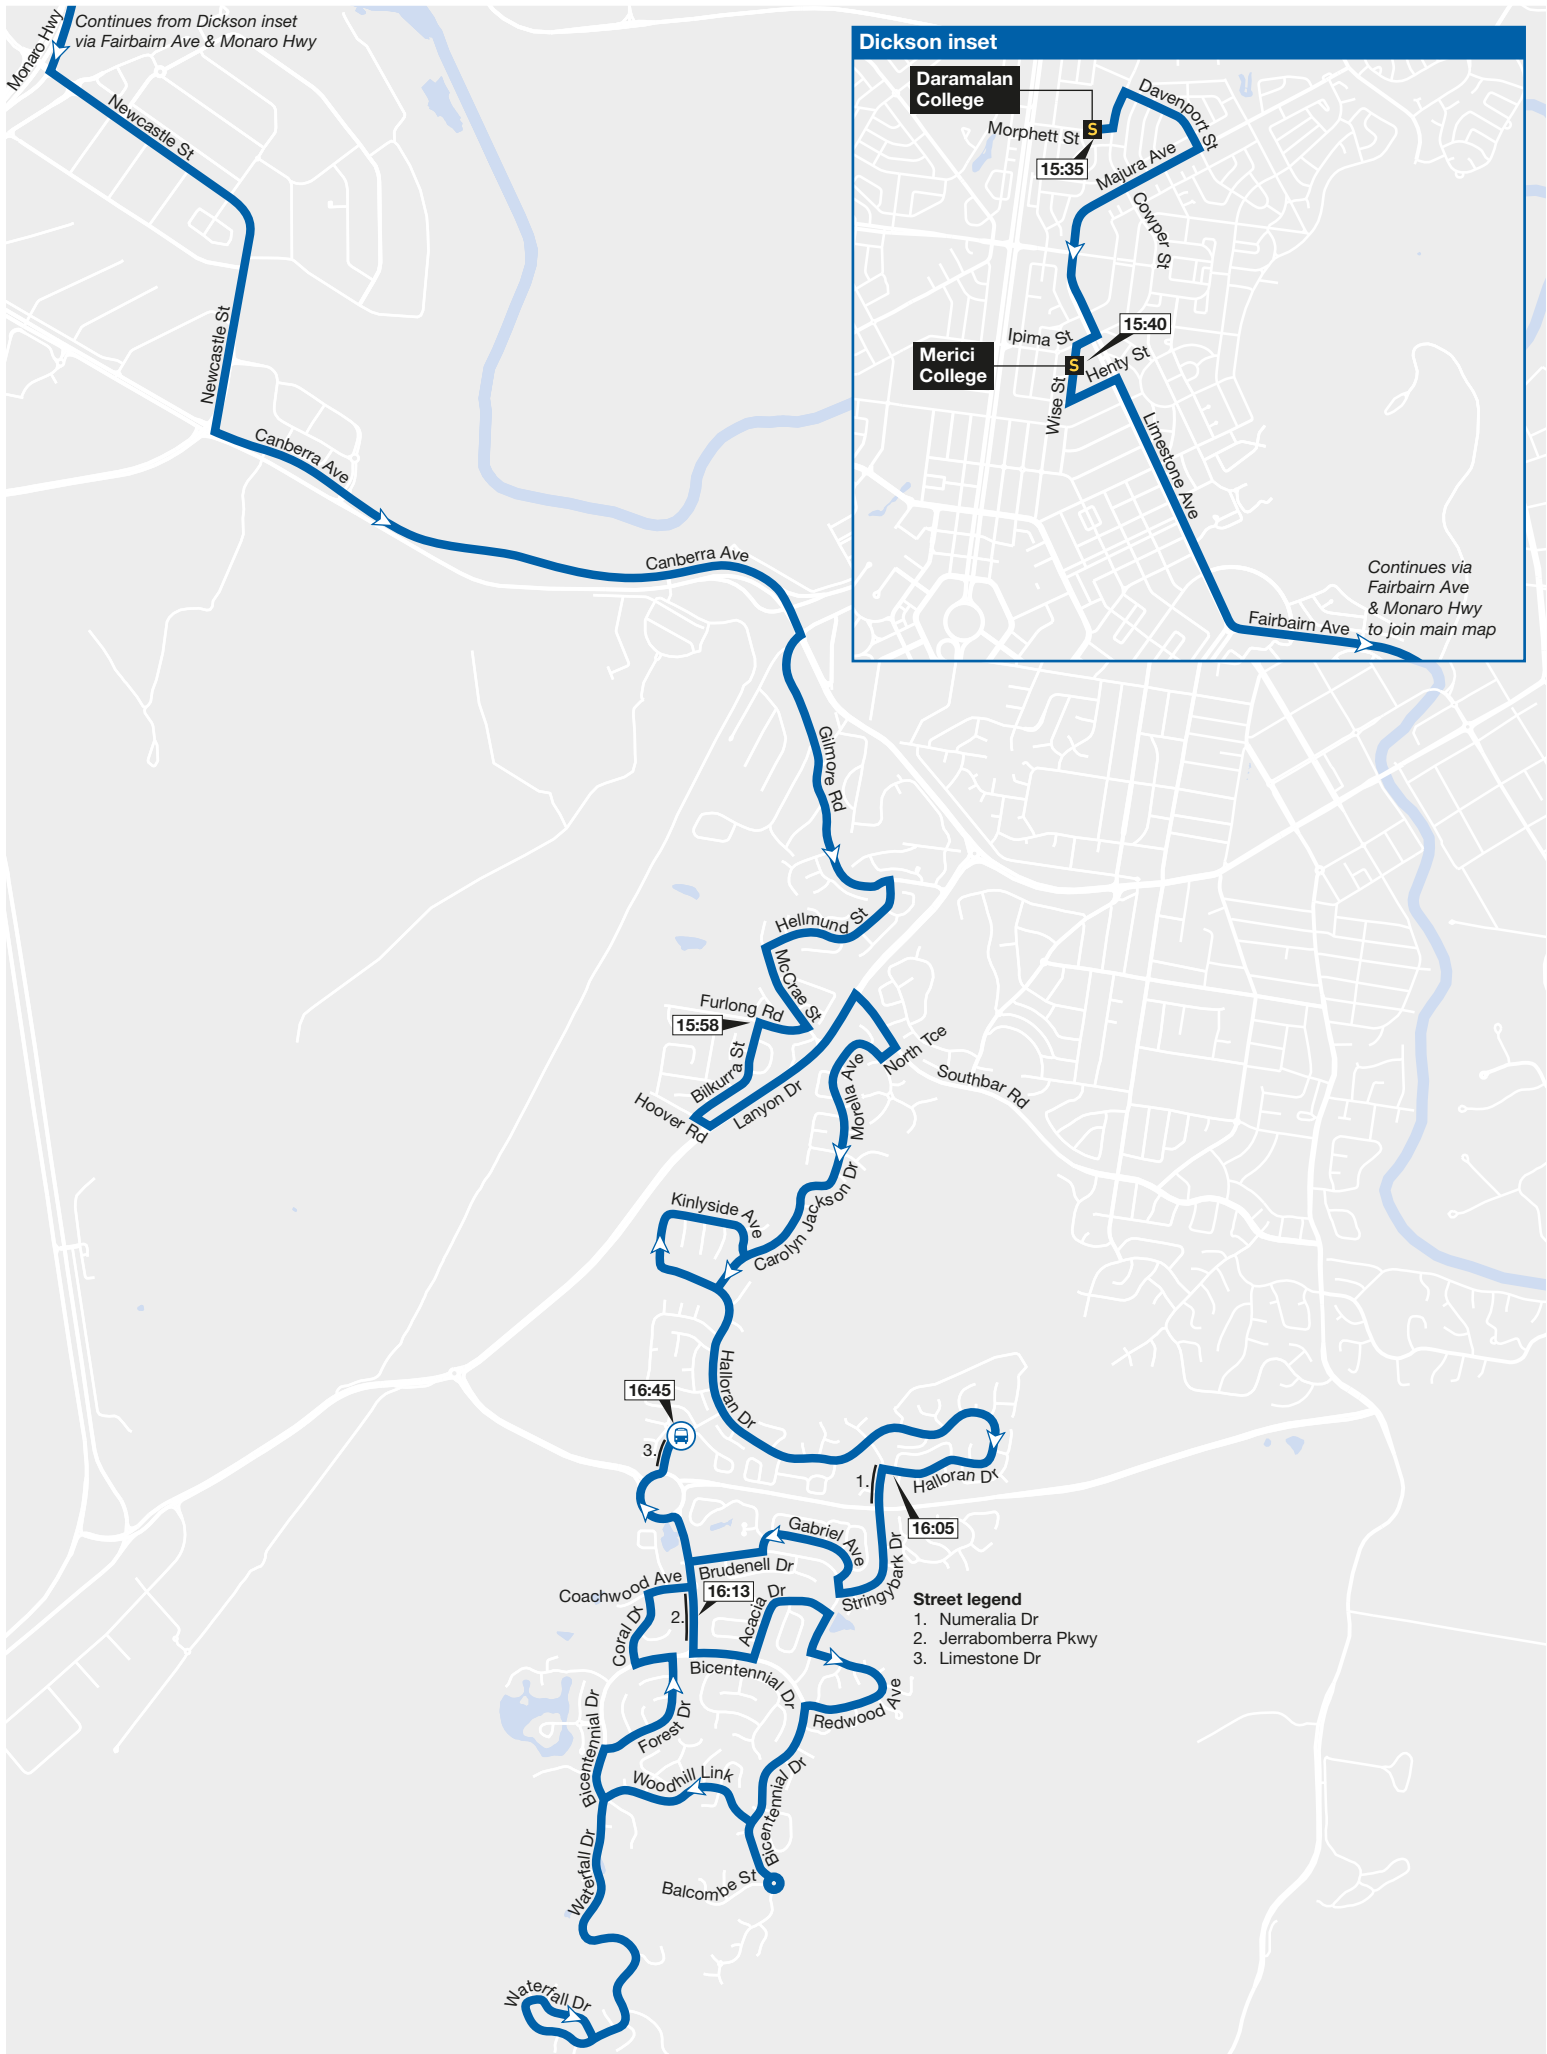 Continues from Dickson inset
via Fairbairn Ave & Monaro Hwy
Monaro Hwy
Newcastle St
Newcastle St
Canberra Ave
Canberra Ave
Dickson inset
Daramalan
College
Morphett St
15:35
Davenport St
Majura Ave
Cowper St
15:40
Ipima St
Merici
College
Henty St
Wise St
Limestone Ave
Continues via
Fairbairn Ave
& Monaro Hwy
to join main map
Fairbairn Ave
S
S
Gilmore Rd
Hellmund St
McCrae St
Furlong Rd
15:58
Bilkurra St
Hoover Rd
Lanyon Dr
North Tce
Morella Ave
Southbar Rd
Carolyn Jackson Dr
Kinlyside Ave
Halloran Dr
16:45
3.
1.
Halloran Dr
16:05
Gabriel Ave
Brudenell Dr
Stringybark Dr
Coachwood Ave
16:13
2.
Coral Dr
Acacia Dr
Bicentennial Dr
Street legend
1. Numeralia Dr
2. Jerrabomberra Pkwy
3. Limestone Dr
Redwood Ave
Forest Dr
Bicentennial Dr
Woodhill Link
Bicentennial Dr
Waterfall Dr
Balcombe St
Waterfall Dr